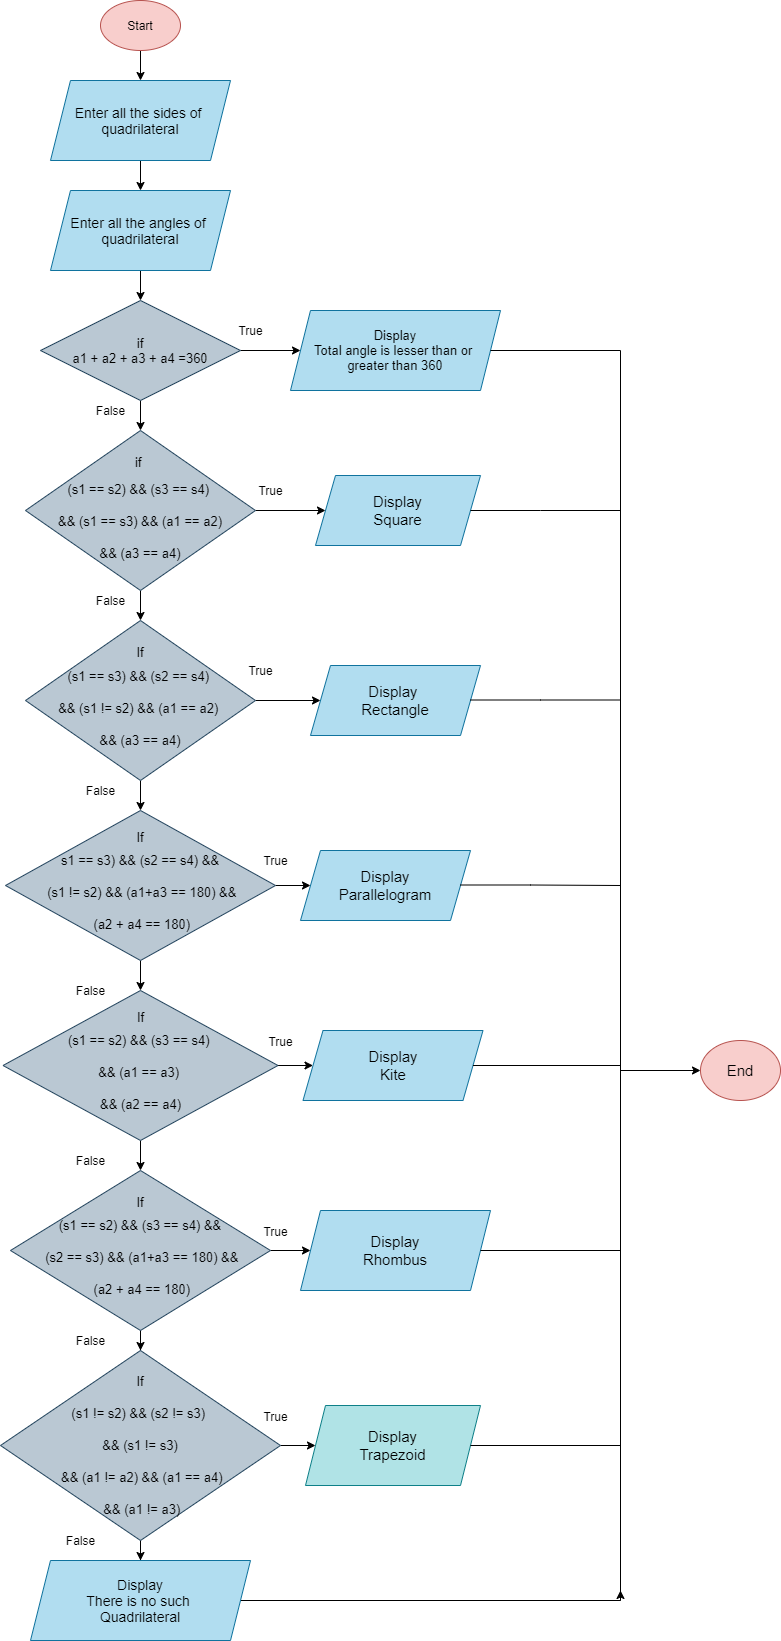 Start
Enter all the sides of
quadrilateral
Enter all the angles of
quadrilateral
if
a1 + a2 + a3 + a4 =360
True
Display
Total angle is lesser than or
greater than 360
False
if
(s1 == s2) && (s3 == s4)
&& (s1 == s3) && (a1 == a2)
&& (a3 == a4)
True
Display
Square
False
If
(s1 == s3) && (s2 == s4)
&& (s1 != s2) && (a1 == a2)
&& (a3 == a4)
True
Display
Rectangle
False
If
s1 == s3) && (s2 == s4) &&
(s1 != s2) && (a1+a3 == 180) &&
(a2 + a4 == 180)
True
Display
Parallelogram
False
If
(s1 == s2) && (s3 == s4)
&& (a1 == a3)
&& (a2 == a4)
True
Display
Kite
End
False
If
(s1 == s2) && (s3 == s4) &&
(s2 == s3) && (a1+a3 == 180) &&
(a2 + a4 == 180)
True
Display
Rhombus
False
If
(s1 != s2) && (s2 != s3)
&& (s1 != s3)
&& (a1 != a2) && (a1 == a4)
&& (a1 != a3)
True
Display
Trapezoid
False
Display
There is no such
Quadrilateral